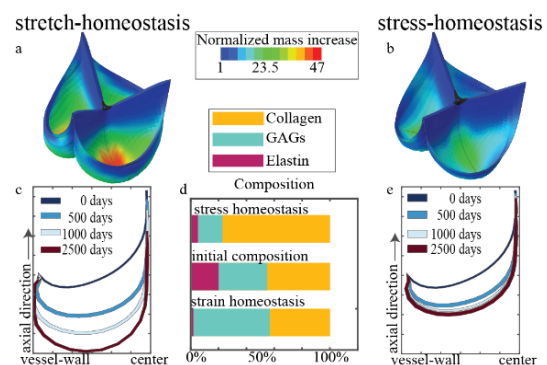 stretch-homeostasis
stress-homeostasis
a
b
Normalized mass increase
1 23.5 47
Collagen
GAGs
Elastin
c
0 days
500 days
1000 days
2500 days
axial direction
vessel-wall center
d
Composition
stress homeostasis
initial composition
strain homeostasis
0% 50% 100%
e
0 days
500 days
1000 days
2500 days
axial direction
vessel-wall center